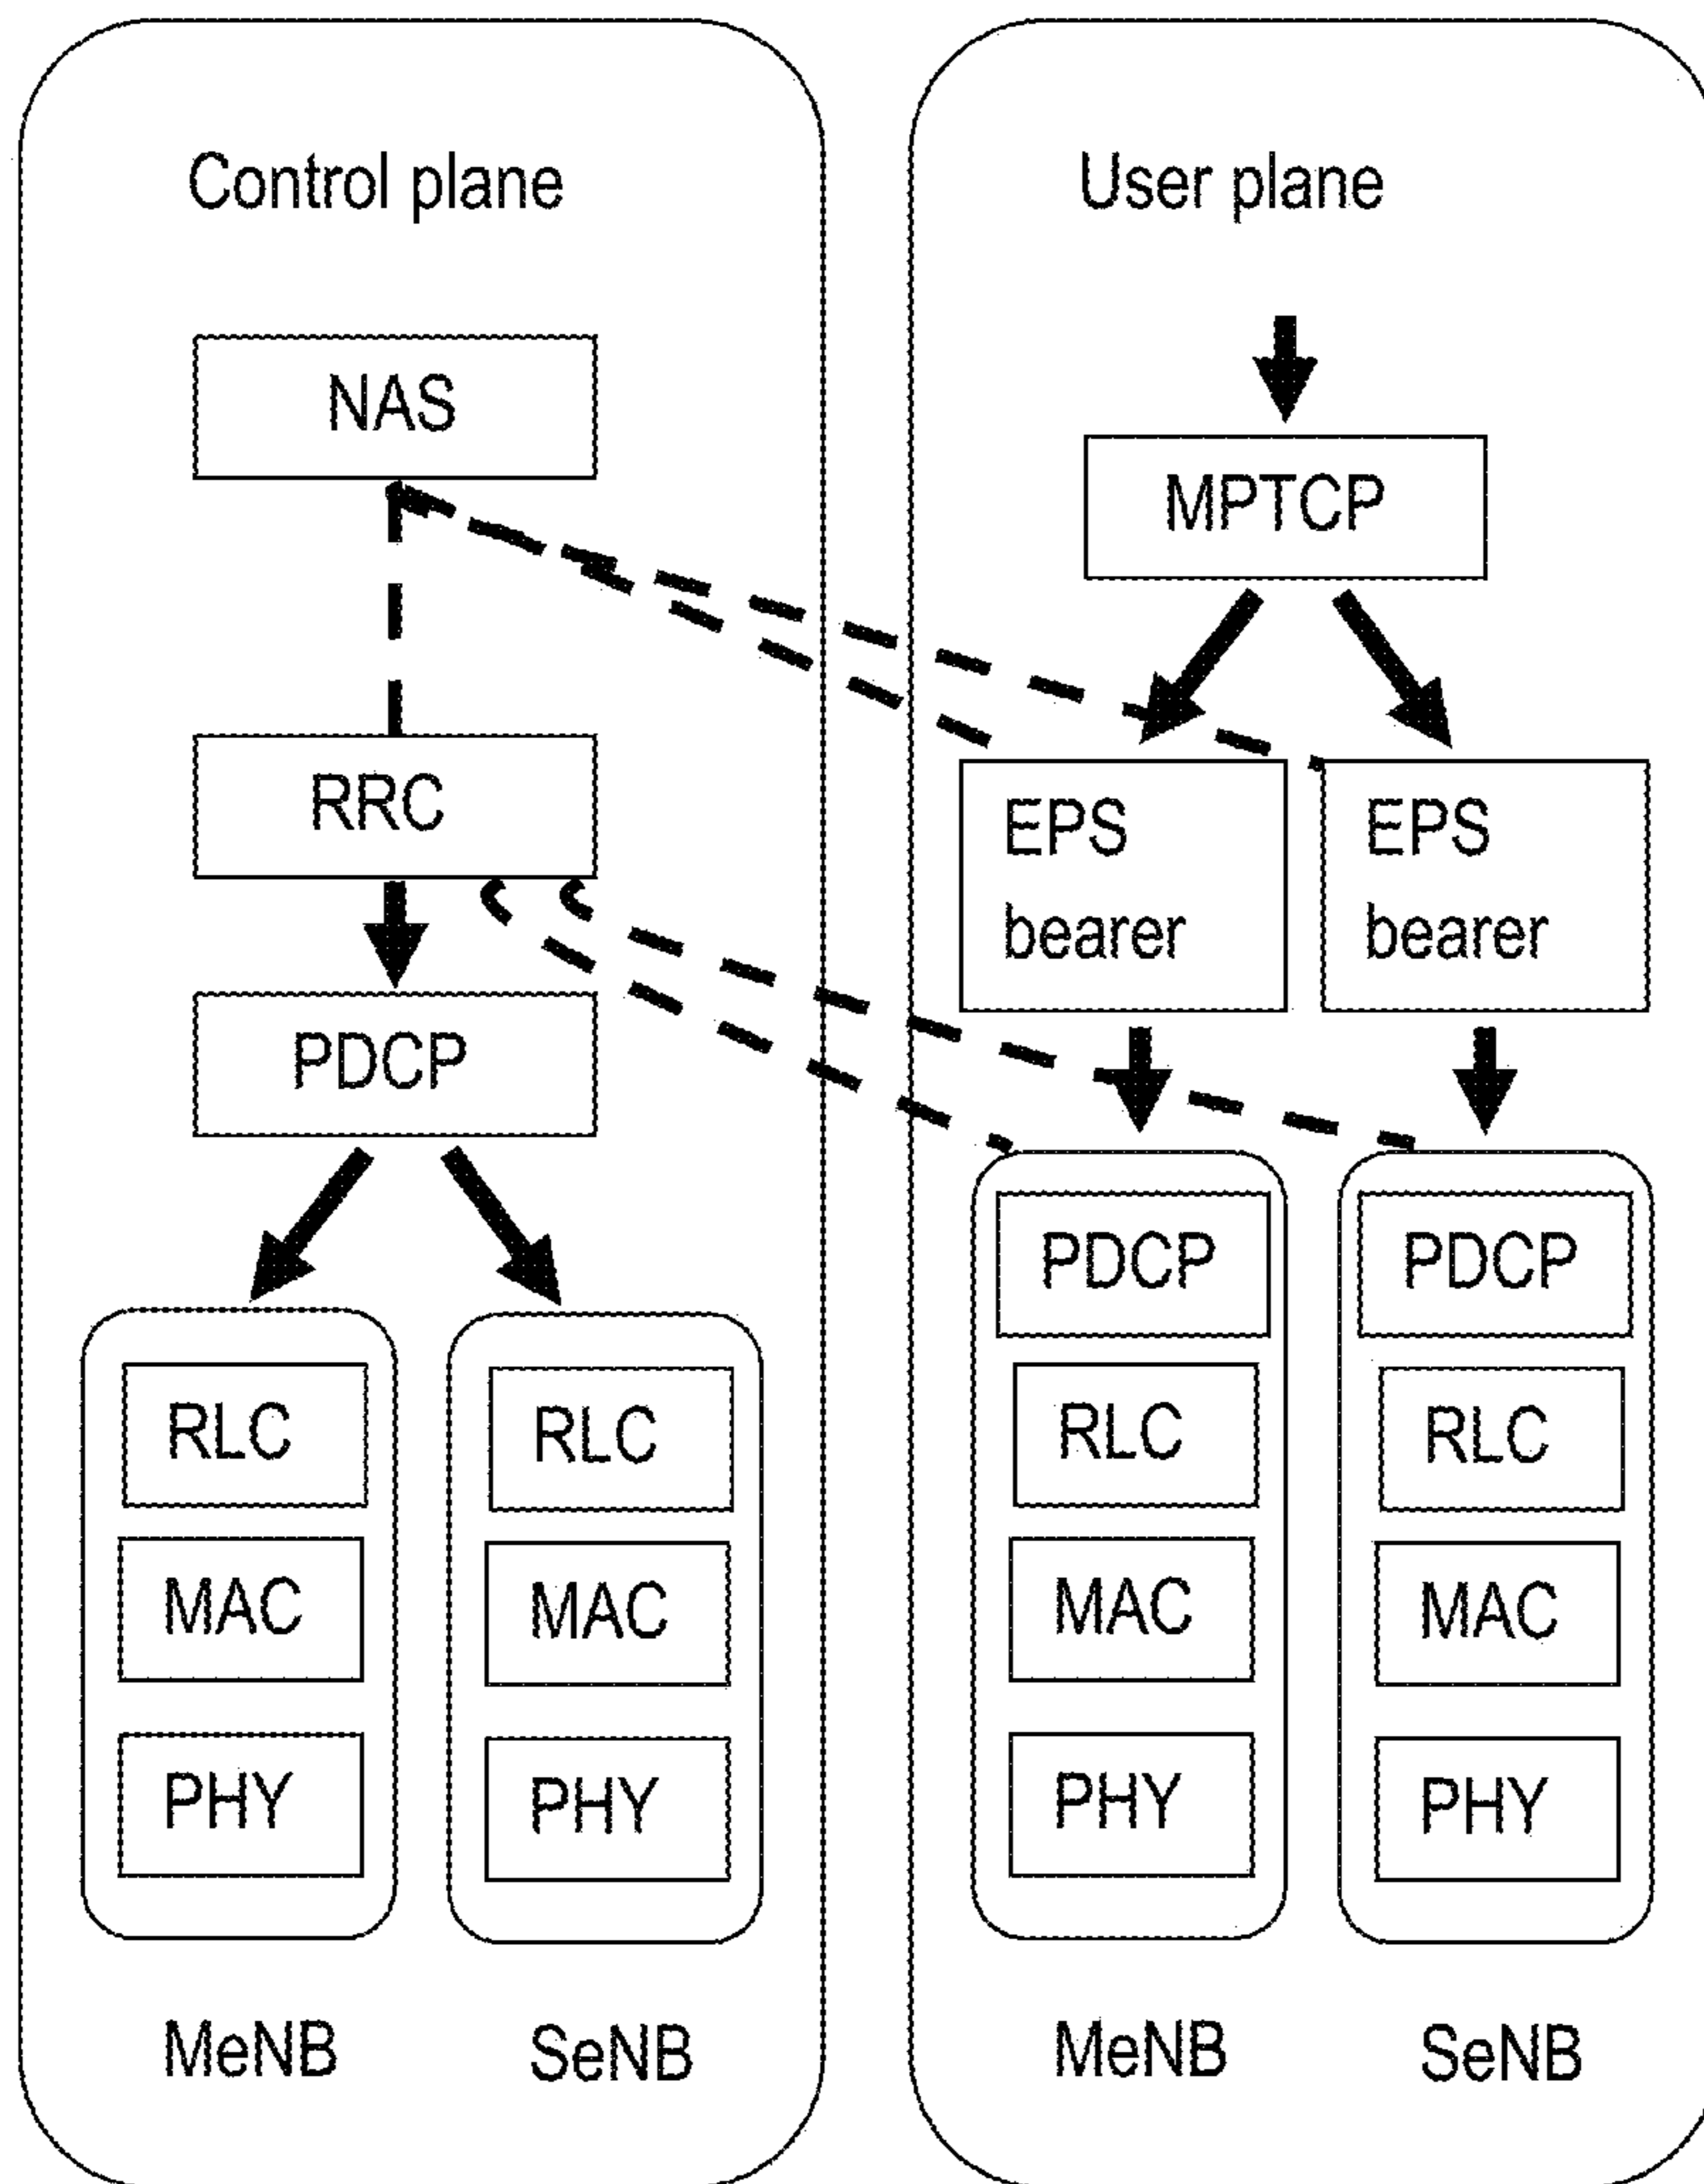 Control plane
NAS
RRC
PDCP
RLC
MAC
PHY
MeNB
RLC
MAC
PHY
SeNB
User plane
MPTCP
EPS
bearer
EPS
bearer
PDCP
RLC
MAC
PHY
MeNB
PDCP
RLC
MAC
PHY
SeNB